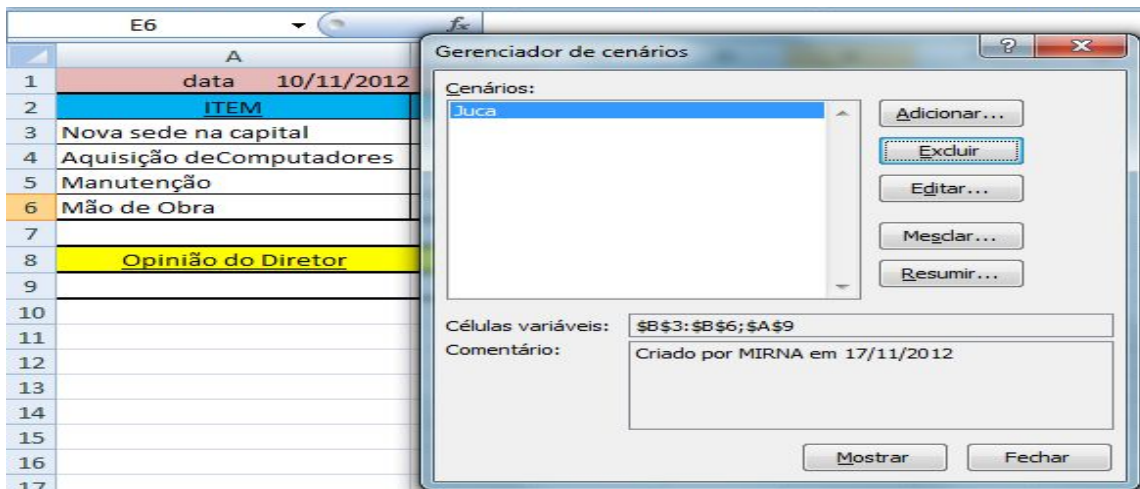 E6
fx
Gerenciador de cenários
?
X
A
1 data 10/11/2012
2 ITEM
3 Nova sede na capital
4 Aquisição deComputadores
5 Manutenção
6 Mão de Obra
7
8 Opinião do Diretor
9
10
11
12
13
14
15
16
17
Cenários:
Juca
Adicionar...
Excluir
Editar...
Mesclar...
Resumir...
Células variáveis: $B$3:$B$6;$A$9
Comentário: Criado por MIRNA em 17/11/2012
Mostrar
Fechar